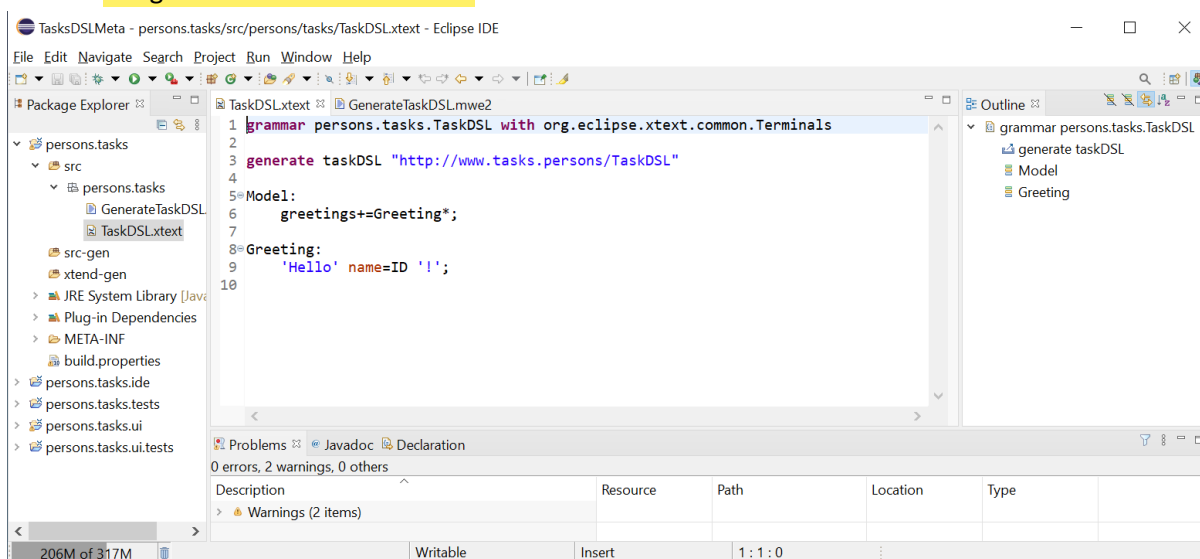 TasksDSLMeta - persons.tasks/src/persons/tasks/TaskDSL.xtext - Eclipse IDE
File Edit Navigate Search Project Run Window Help
Package Explorer
persons.tasks
src
persons.tasks
GenerateTaskDSL.
TaskDSL.xtext
src-gen
xtend-gen
JRE System Library [Java
Plug-in Dependencies
META-INF
build.properties
persons.tasks.ide
persons.tasks.tests
persons.tasks.ui
persons.tasks.ui.tests
TaskDSL.xtext GenerateTaskDSL.mwe2
1 grammar persons.tasks.TaskDSL with org.eclipse.xtext.common.Terminals
2
3 generate taskDSL "http://www.tasks.persons/TaskDSL"
4
5 Model:
6 greetings+=Greeting*;
7
8 Greeting:
9 'Hello' name=ID '!';
10
Outline
grammar persons.tasks.TaskDSL
generate taskDSL
Model
Greeting
Problems Javadoc Declaration
0 errors, 2 warnings, 0 others
Description Resource Path Location Type
Warnings (2 items)
206M of 317M Writable Insert 1 : 1 : 0